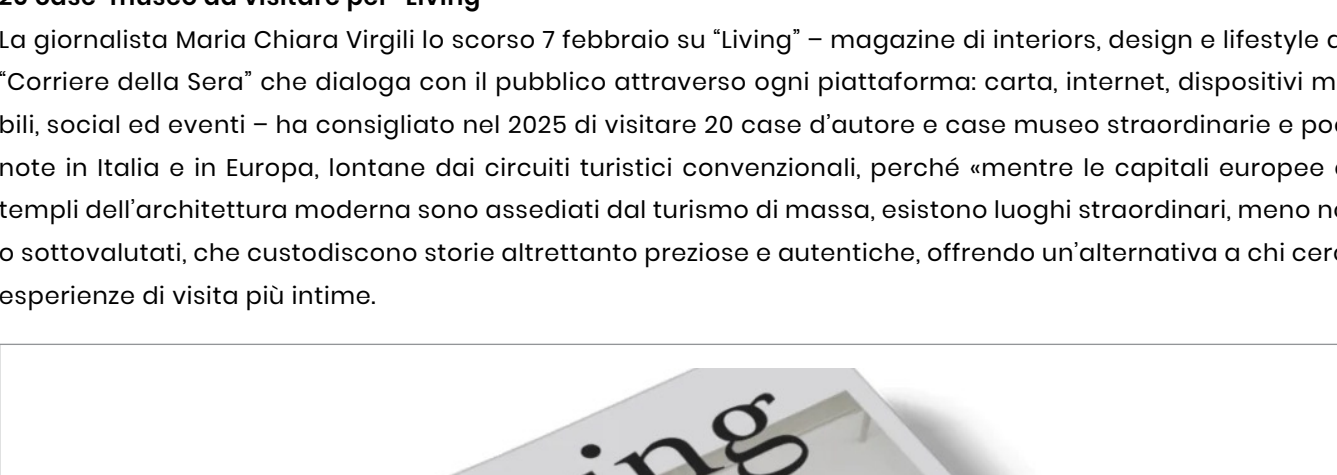 20 case-museo da visitare per “Living”
La giornalista Maria Chiara Virgili lo scorso 7 febbraio su “Living” – magazine di interiors, design e lifestyle
“Corriere della Sera” che dialoga con il pubblico attraverso ogni piattaforma: carta, internet, dispositivi m
bili, social ed eventi – ha consigliato nel 2025 di visitare 20 case d’autore e case museo straordinarie e po
note in Italia e in Europa, lontane dai circuiti turistici convenzionali, perché «mentre le capitali europee
templi dell’architettura moderna sono assediati dal turismo di massa, esistono luoghi straordinari, meno n
o sottovalutati, che custodiscono storie altrettanto preziose e autentiche, offrendo un’alternativa a chi cer
esperienze di visita più intime.
ing